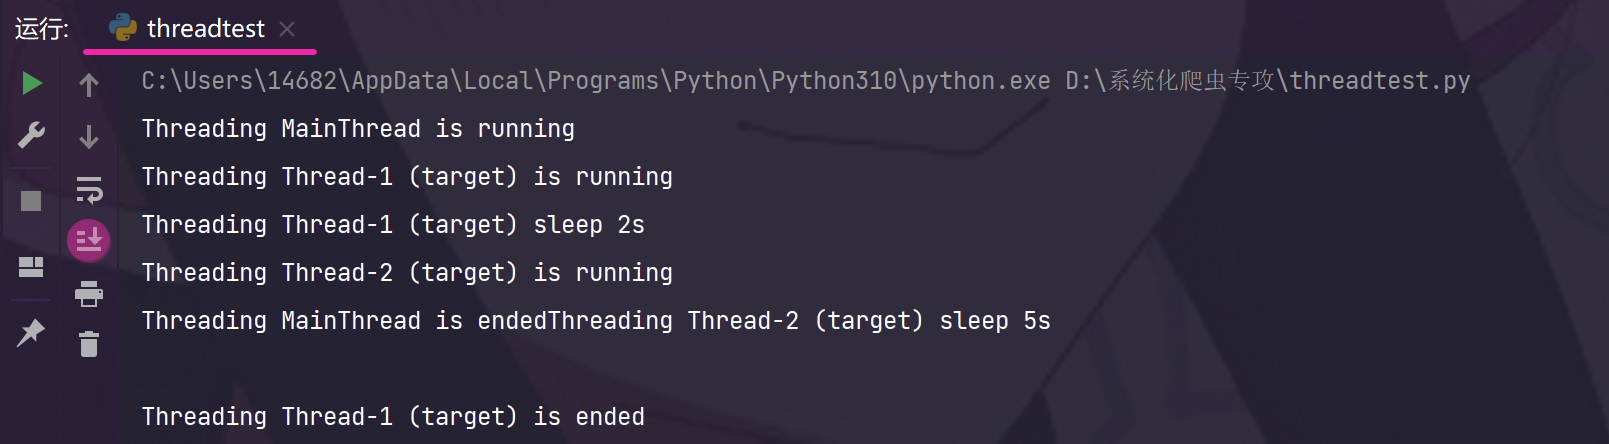 运行: threadtest
C:\Users\14682\AppData\Local\Programs\Python\Python310\python.exe D:\系统化爬虫专攻\threadtest.py
Threading MainThread is running
Threading Thread-1 (target) is running
Threading Thread-1 (target) sleep 2s
Threading Thread-2 (target) is running
Threading MainThread is endedThreading Thread-2 (target) sleep 5s
Threading Thread-1 (target) is ended